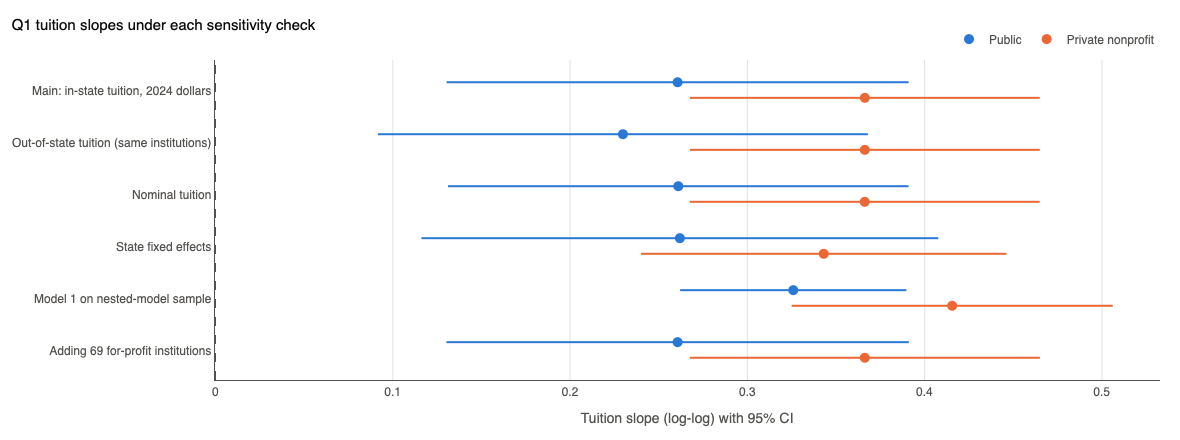 Q1 tuition slopes under each sensitivity check
Public
Private nonprofit
Main: in-state tuition, 2024 dollars
Out-of-state tuition (same institutions)
Nominal tuition
State fixed effects
Model 1 on nested-model sample
Adding 69 for-profit institutions
0 0.1 0.2 0.3 0.4 0.5
Tuition slope (log-log) with 95% CI